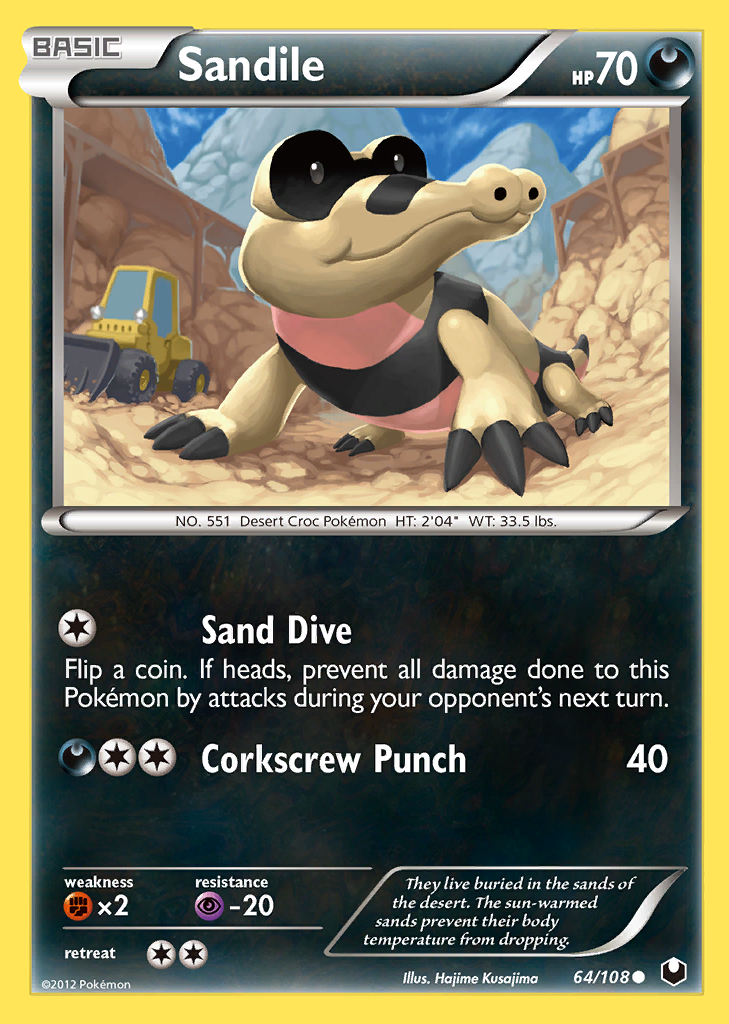 BASIC
Sandile
HP 70
NO. 551 Desert Croc Pokémon HT: 2'04" WT: 33.5 lbs.
Sand Dive
Flip a coin. If heads, prevent all damage done to this
Pokémon by attacks during your opponent's next turn.
Corkscrew Punch 40
weakness resistance
×2 -20
They live buried in the sands of
the desert. The sun-warmed
sands prevent their body
temperature from dropping.
retreat
©2012 Pokémon
Illus. Hajime Kusajima
64/108